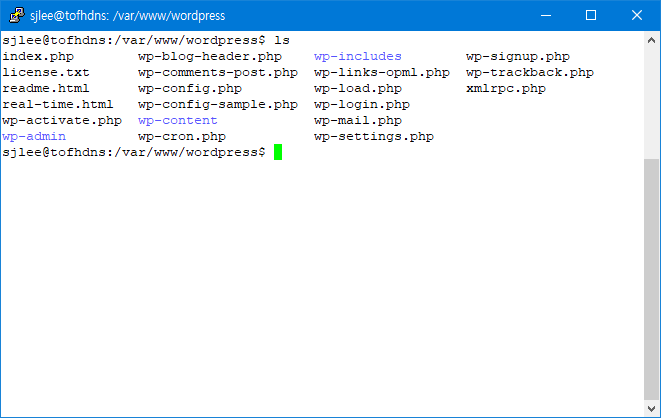 sjlee@tofhdns: /var/www/wordpress
sjlee@tofhdns:/var/www/wordpress$ ls
index.php wp-blog-header.php wp-includes wp-signup.php
license.txt wp-comments-post.php wp-links-opml.php wp-trackback.php
readme.html wp-config.php wp-load.php xmlrpc.php
real-time.html wp-config-sample.php wp-login.php
wp-activate.php wp-content wp-mail.php
wp-admin wp-cron.php wp-settings.php
sjlee@tofhdns:/var/www/wordpress$